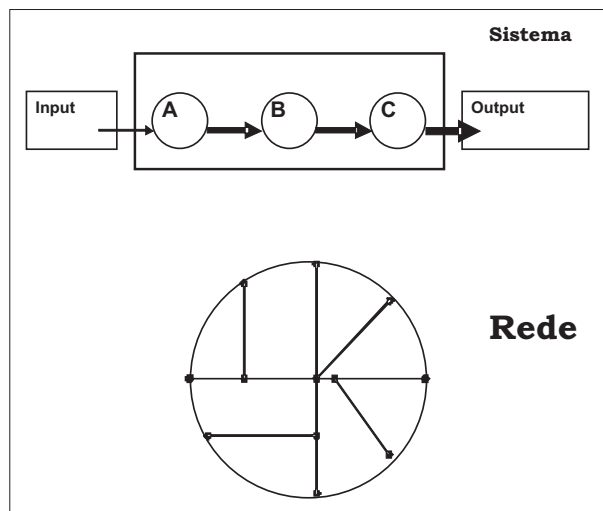 Sistema
Input
A
B
C
Output
Rede